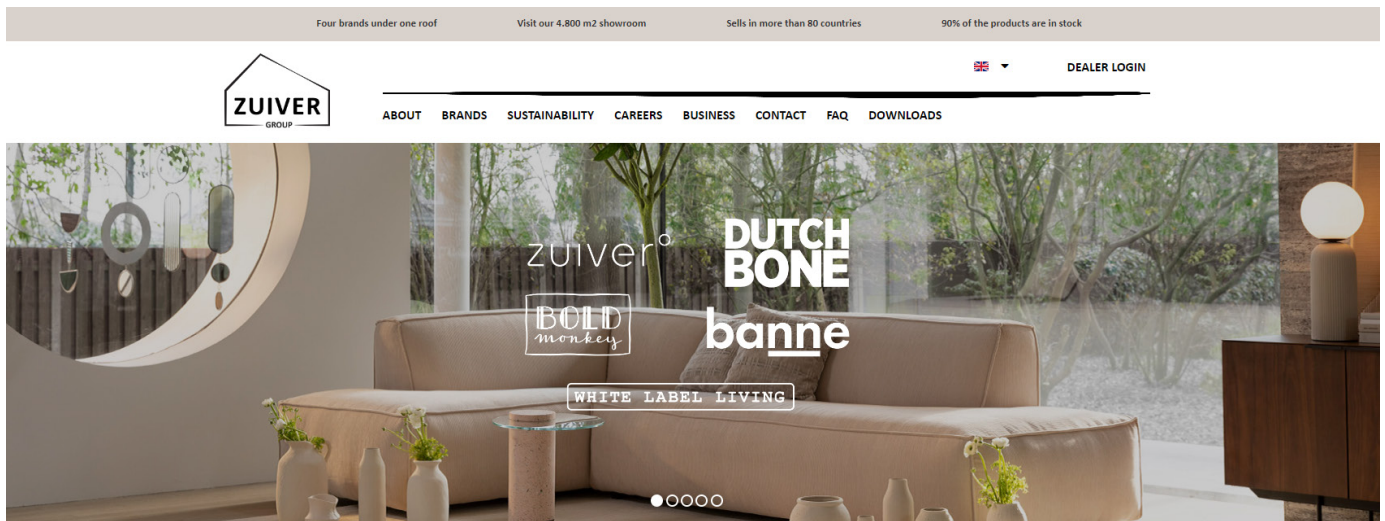 Four brands under one roof Visit our 4.800 m2 showroom Sells in more than 80 countries 90% of the products are in stock
DEALER LOGIN
ZUIVER
GROUP
ABOUT BRANDS SUSTAINABILITY CAREERS BUSINESS CONTACT FAQ DOWNLOADS
zuiver°
DUTCH
BONE
BOLD
monkey
banne
WHITE LABEL LIVING